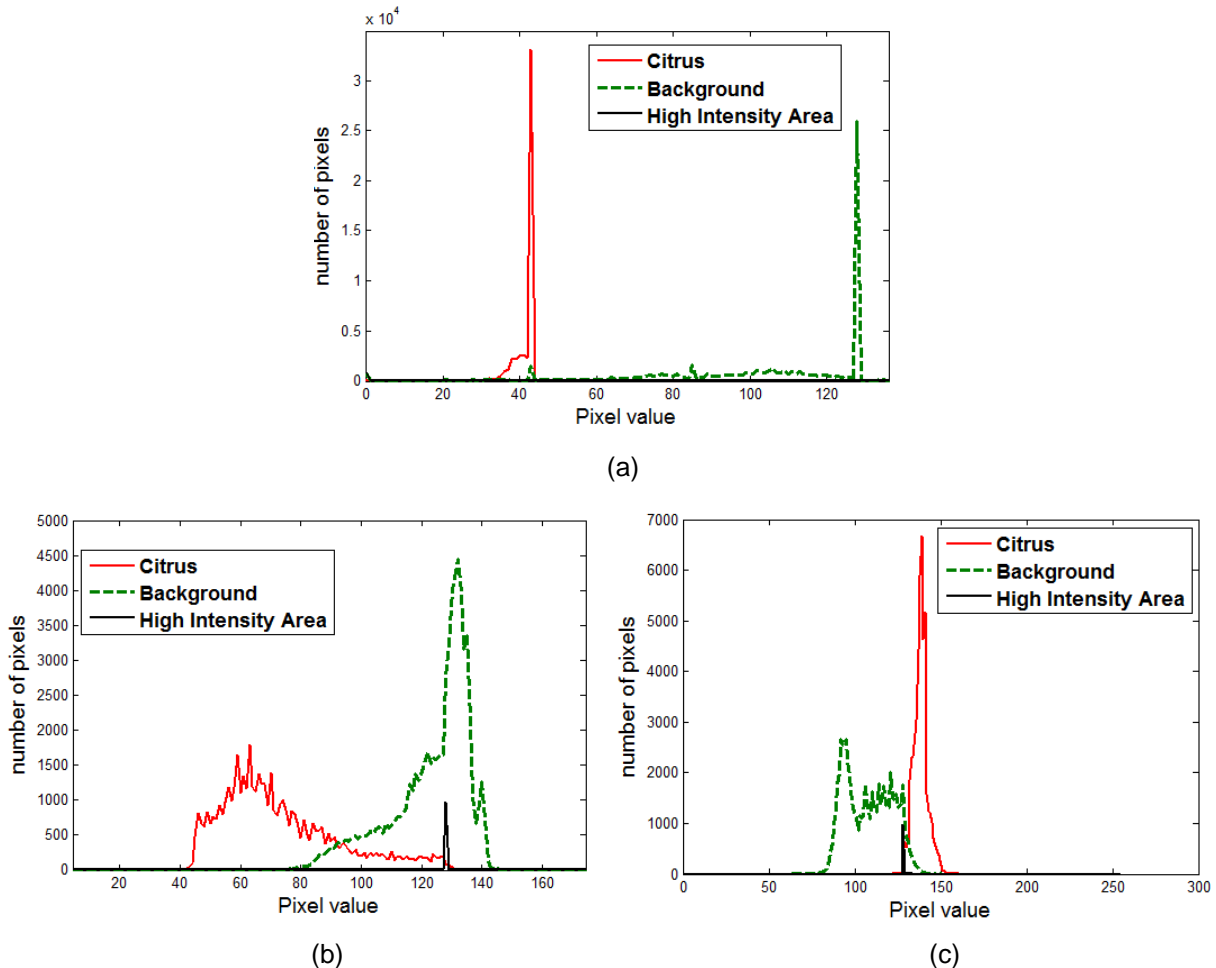 x 10⁴
3
2.5
2
1.5
1
0.5
0
number of pixels
Citrus
Background
High Intensity Area
0 20 40 60 80 100 120
Pixel value
(a)
5000
4500
4000
3500
3000
2500
2000
1500
1000
500
0
number of pixels
Citrus
Background
High Intensity Area
20 40 60 80 100 120 140 160
Pixel value
(b)
7000
6000
5000
4000
3000
2000
1000
0
number of pixels
Citrus
Background
High Intensity Area
0 50 100 150 200 250 300
Pixel value
(c)